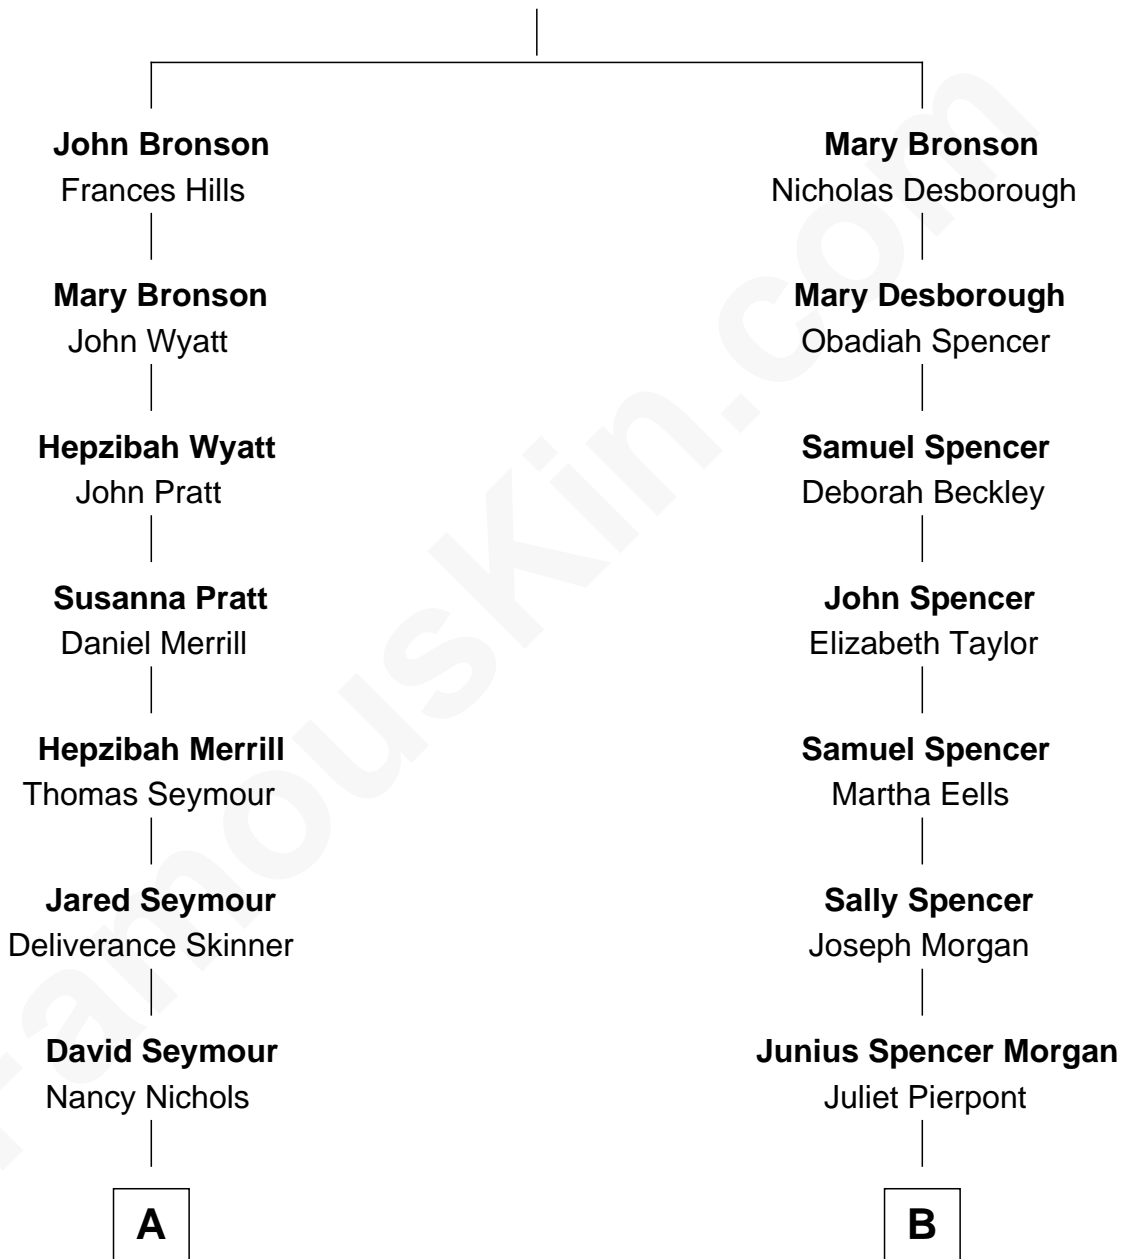 John Bronson
Frances Hills
Mary Bronson
John Wyatt
Hepzibah Wyatt
John Pratt
Susanna Pratt
Daniel Merrill
Hepzibah Merrill
Thomas Seymour
Jared Seymour
Deliverance Skinner
David Seymour
Nancy Nichols
A
Mary Bronson
Nicholas Desborough
Mary Desborough
Obadiah Spencer
Samuel Spencer
Deborah Beckley
John Spencer
Elizabeth Taylor
Samuel Spencer
Martha Eells
Sally Spencer
Joseph Morgan
Junius Spencer Morgan
Juliet Pierpont
B
FamousKin.com